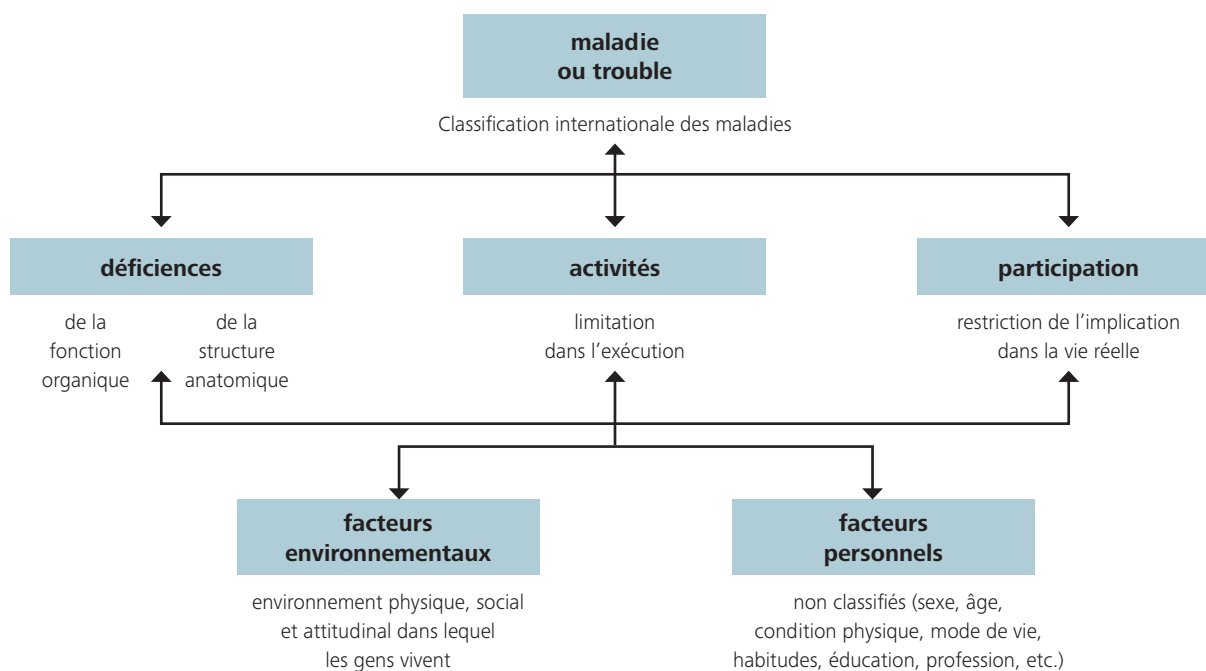 maladie
ou trouble
Classification internationale des maladies
déficiences
de la
fonction
organique
de la
structure
anatomique
activités
limitation
dans l’exécution
participation
restriction de l’implication
dans la vie réelle
facteurs
environnementaux
environnement physique, social
et attitudinal dans lequel
les gens vivent
facteurs
personnels
non classifiés (sexe, âge,
condition physique, mode de vie,
habitudes, éducation, profession, etc.)